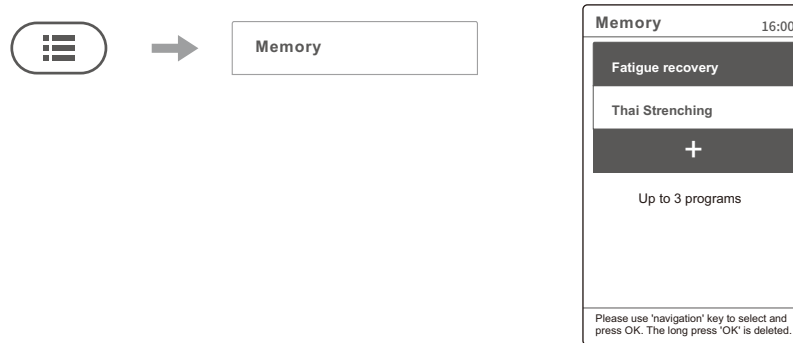 Memory
Memory 16:00
Fatigue recovery
Thai Strenching
+
Up to 3 programs
Please use 'navigation' key to select and
press OK. The long press 'OK' is deleted.